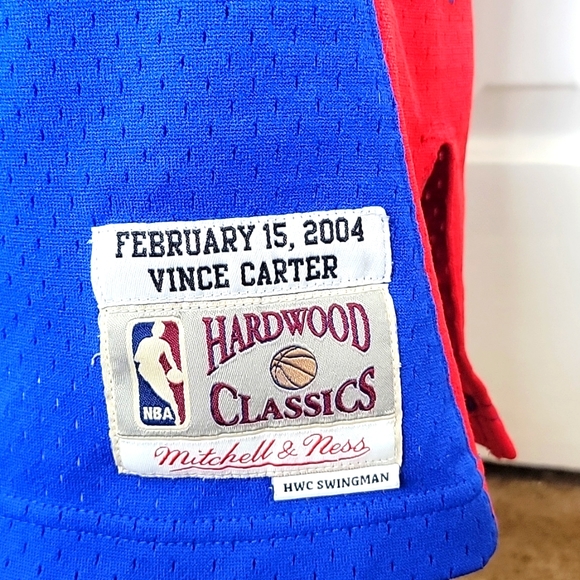 FEBRUARY 15, 2004
VINCE CARTER
HARDWOOD
CLASSICS
NBA
Mitchell & Ness
HWC SWINGMAN